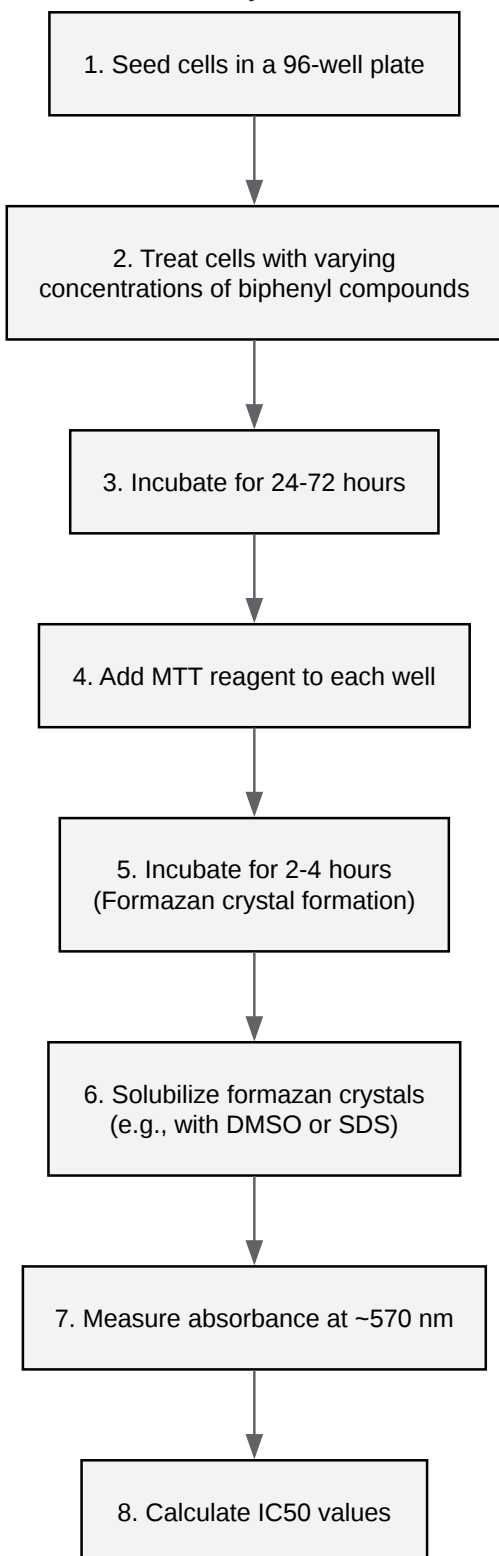 1. Seed cells in a 96-well plate
2. Treat cells with varying
concentrations of biphenyl compounds
3. Incubate for 24-72 hours
4. Add MTT reagent to each well
5. Incubate for 2-4 hours
(Formazan crystal formation)
6. Solubilize formazan crystals
(e.g., with DMSO or SDS)
7. Measure absorbance at ~570 nm
8. Calculate IC50 values